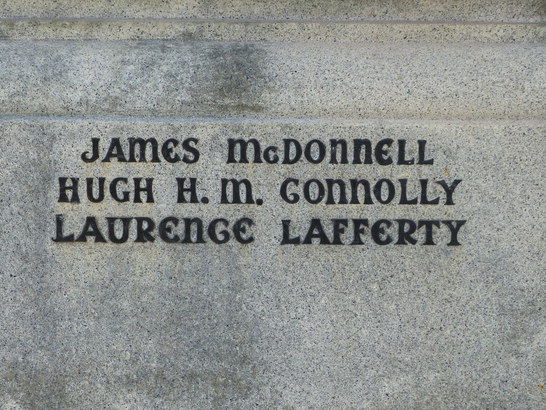 JAMES McDONNELL
HUGH H. M. CONNOLLY
LAURENCE LAFFERTY